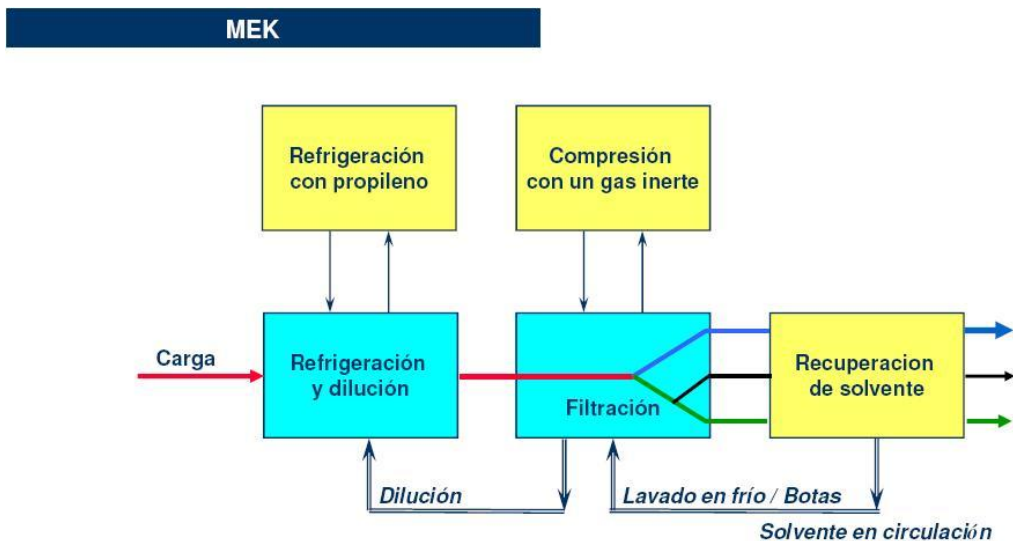 MEK
Refrigeración
con propileno
Compresión
con un gas inerte
Carga
Refrigeración
y dilución
Filtración
Recuperacion
de solvente
Dilución
Lavado en frío / Botas
Solvente en circulación